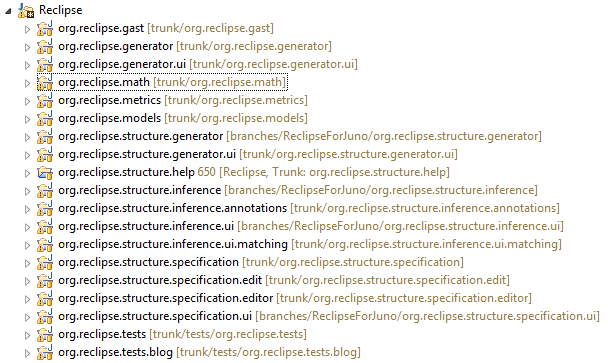 Reclipse
org.reclipse.gast [trunk/org.reclipse.gast]
org.reclipse.generator [trunk/org.reclipse.generator]
org.reclipse.generator.ui [trunk/org.reclipse.generator.ui]
org.reclipse.math [trunk/org.reclipse.math]
org.reclipse.metrics [trunk/org.reclipse.metrics]
org.reclipse.models [trunk/org.reclipse.models]
org.reclipse.structure.generator [branches/ReclipseForJuno/org.reclipse.structure.generator]
org.reclipse.structure.generator.ui [trunk/org.reclipse.structure.generator.ui]
org.reclipse.structure.help 650 [Reclipse, Trunk: org.reclipse.structure.help]
org.reclipse.structure.inference [branches/ReclipseForJuno/org.reclipse.structure.inference]
org.reclipse.structure.inference.annotations [trunk/org.reclipse.structure.inference.annotations]
org.reclipse.structure.inference.ui [branches/ReclipseForJuno/org.reclipse.structure.inference.ui]
org.reclipse.structure.inference.ui.matching [trunk/org.reclipse.structure.inference.ui.matching]
org.reclipse.structure.specification [trunk/org.reclipse.structure.specification]
org.reclipse.structure.specification.edit [trunk/org.reclipse.structure.specification.edit]
org.reclipse.structure.specification.editor [trunk/org.reclipse.structure.specification.editor]
org.reclipse.structure.specification.ui [branches/ReclipseForJuno/org.reclipse.structure.specification.ui]
org.reclipse.tests [trunk/tests/org.reclipse.tests]
org.reclipse.tests.blog [trunk/tests/org.reclipse.tests.blog]